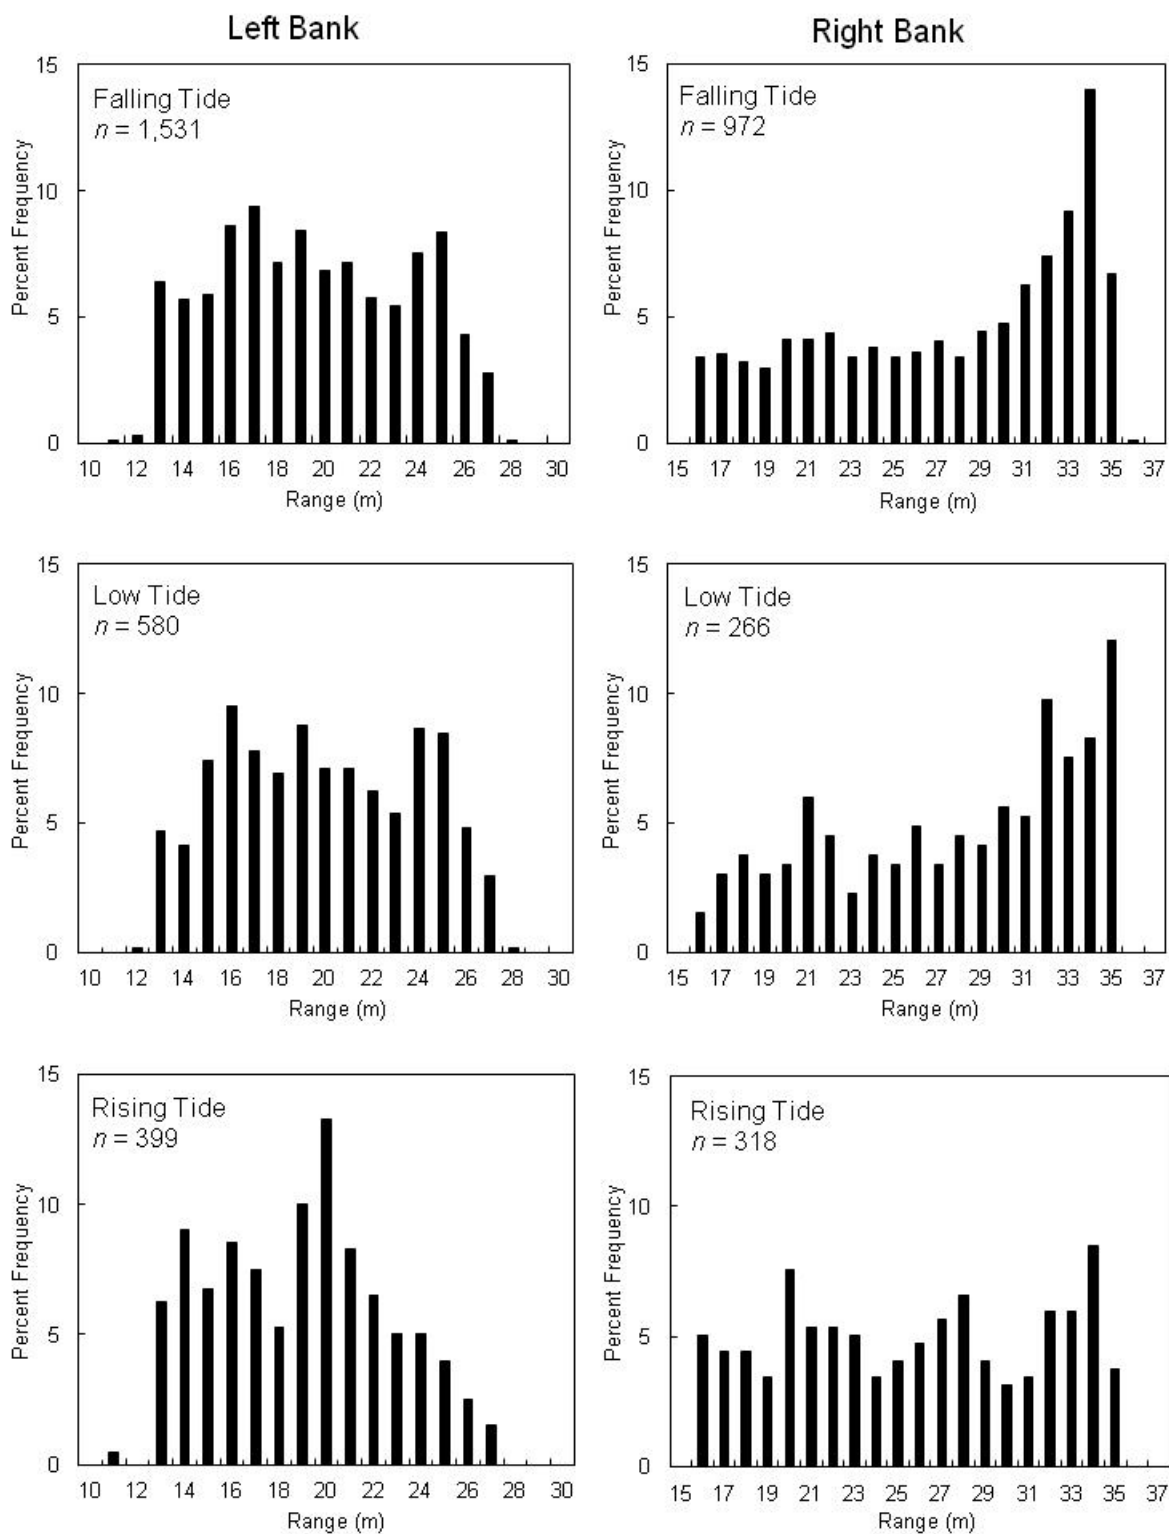 Left Bank
Right Bank
15
10
5
0
Percent Frequency
Falling Tide
n = 1,531
10 12 14 16 18 20 22 24 26 28 30
Range (m)
15
10
5
0
Percent Frequency
Falling Tide
n = 972
15 17 19 21 23 25 27 29 31 33 35 37
Range (m)
15
10
5
0
Percent Frequency
Low Tide
n = 580
10 12 14 16 18 20 22 24 26 28 30
Range (m)
15
10
5
0
Percent Frequency
Low Tide
n = 266
15 17 19 21 23 25 27 29 31 33 35 37
Range (m)
15
10
5
0
Percent Frequency
Rising Tide
n = 399
10 12 14 16 18 20 22 24 26 28 30
Range (m)
15
10
5
0
Percent Frequency
Rising Tide
n = 318
15 17 19 21 23 25 27 29 31 33 35 37
Range (m)